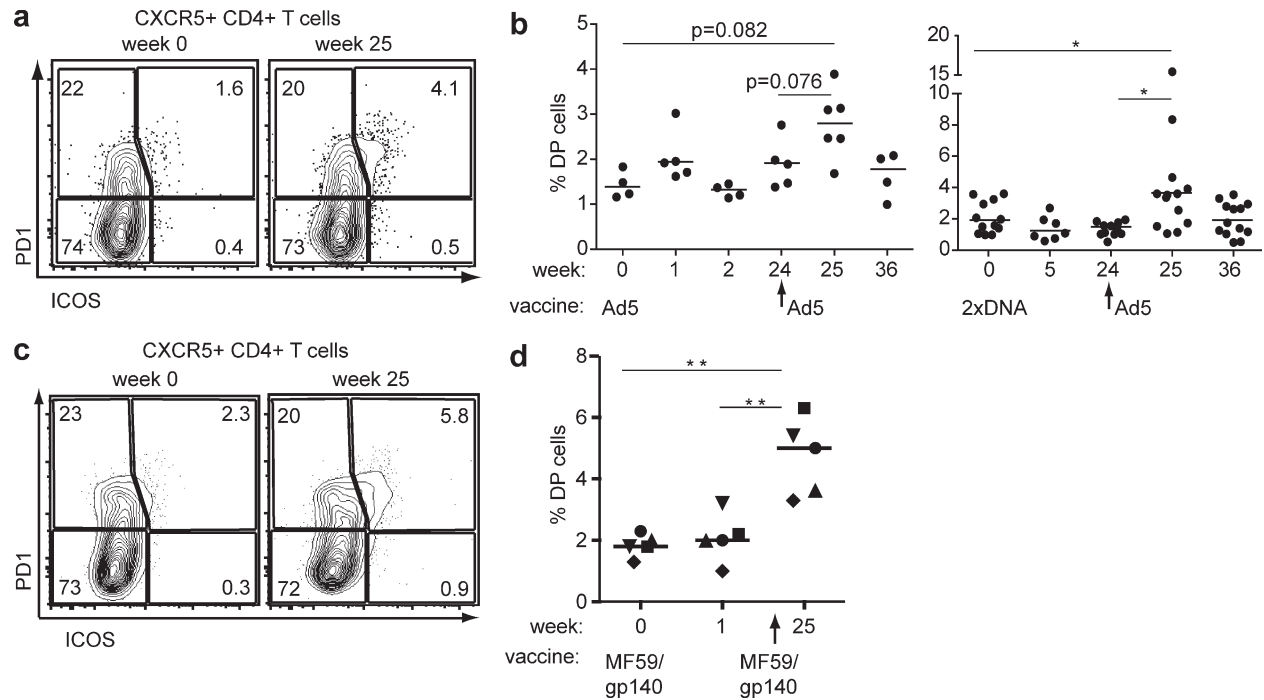 a
CXCR5+ CD4+ T cells
week 0 week 25
22 1.6 20 4.1
74 0.4 73 0.5
PD1
ICOS
b
5
4
3
2
1
0
% DP cells
p=0.082
p=0.076
week: 0 1 2 24 25 36
vaccine: Ad5 Ad5
20
15
10
8
6
4
2
0
*
*
0 5 24 25 36
2xDNA Ad5
c
CXCR5+ CD4+ T cells
week 0 week 25
23 2.3 20 5.8
73 0.3 72 0.9
PD1
ICOS
d
8
6
4
2
0
% DP cells
* *
* *
week: 0 1 25
vaccine: MF59/ MF59/
gp140 gp140